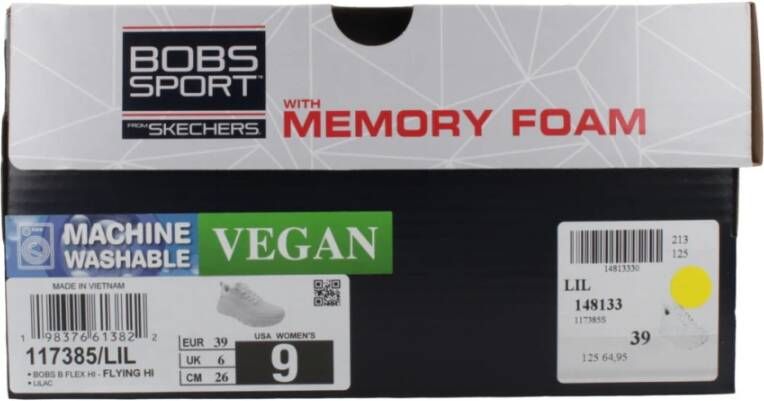 BOBS
SPORT™
FROM SKECHERS.
WITH
MEMORY FOAM
MACHINE
WASHABLE
VEGAN
MADE IN VIETNAM
1 98376 61382 2
117385/LIL
• BOBS B FLEX HI - FLYING HI
• LILAC
EUR 39
UK 6
CM 26
USA WOMEN'S
9
14813330
213
125
LIL
148133
117385S
39
125 64,95